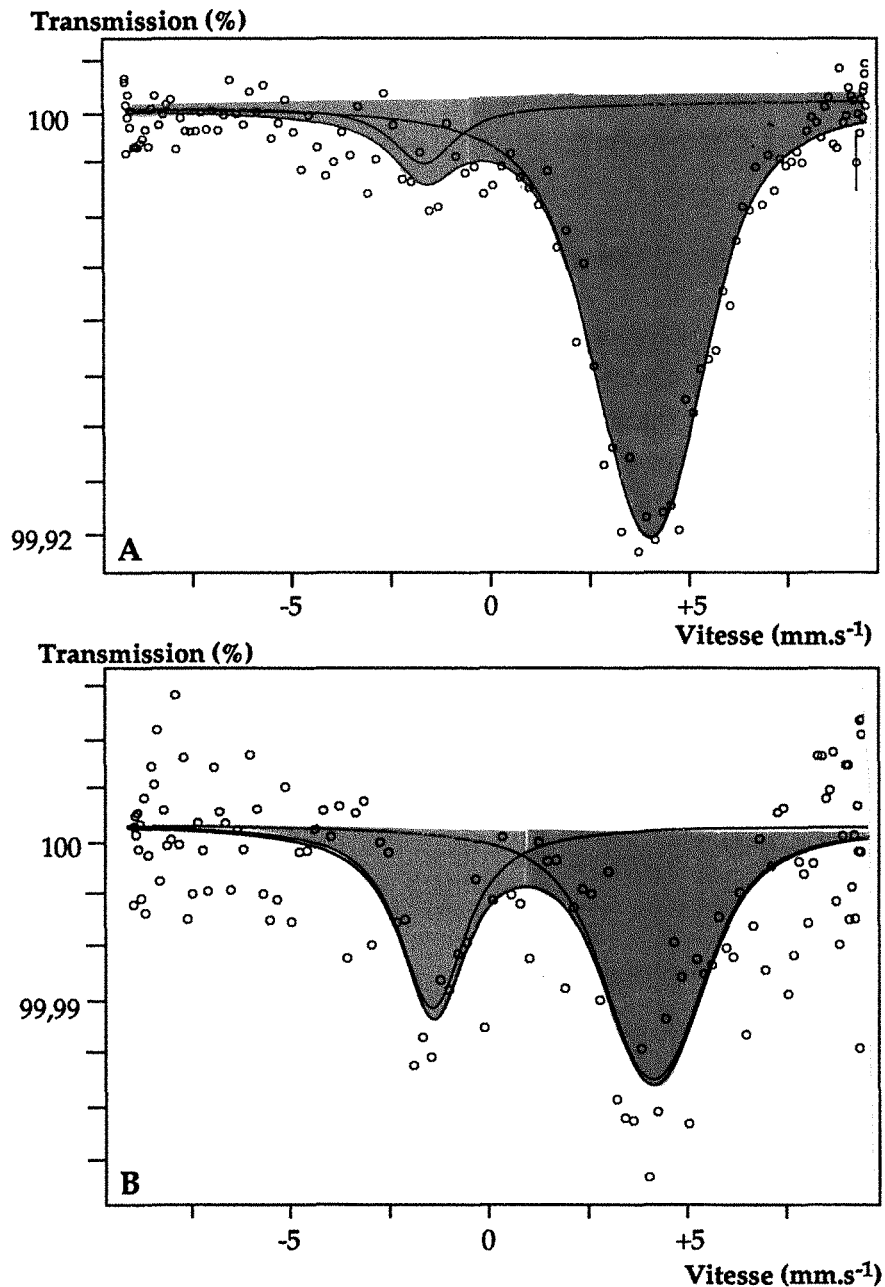 Transmission (%)
100
99,92
A
-5 0 +5
Vitesse (mm.s-1)
Transmission (%)
100
99,99
B
-5 0 +5
Vitesse (mm.s-1)